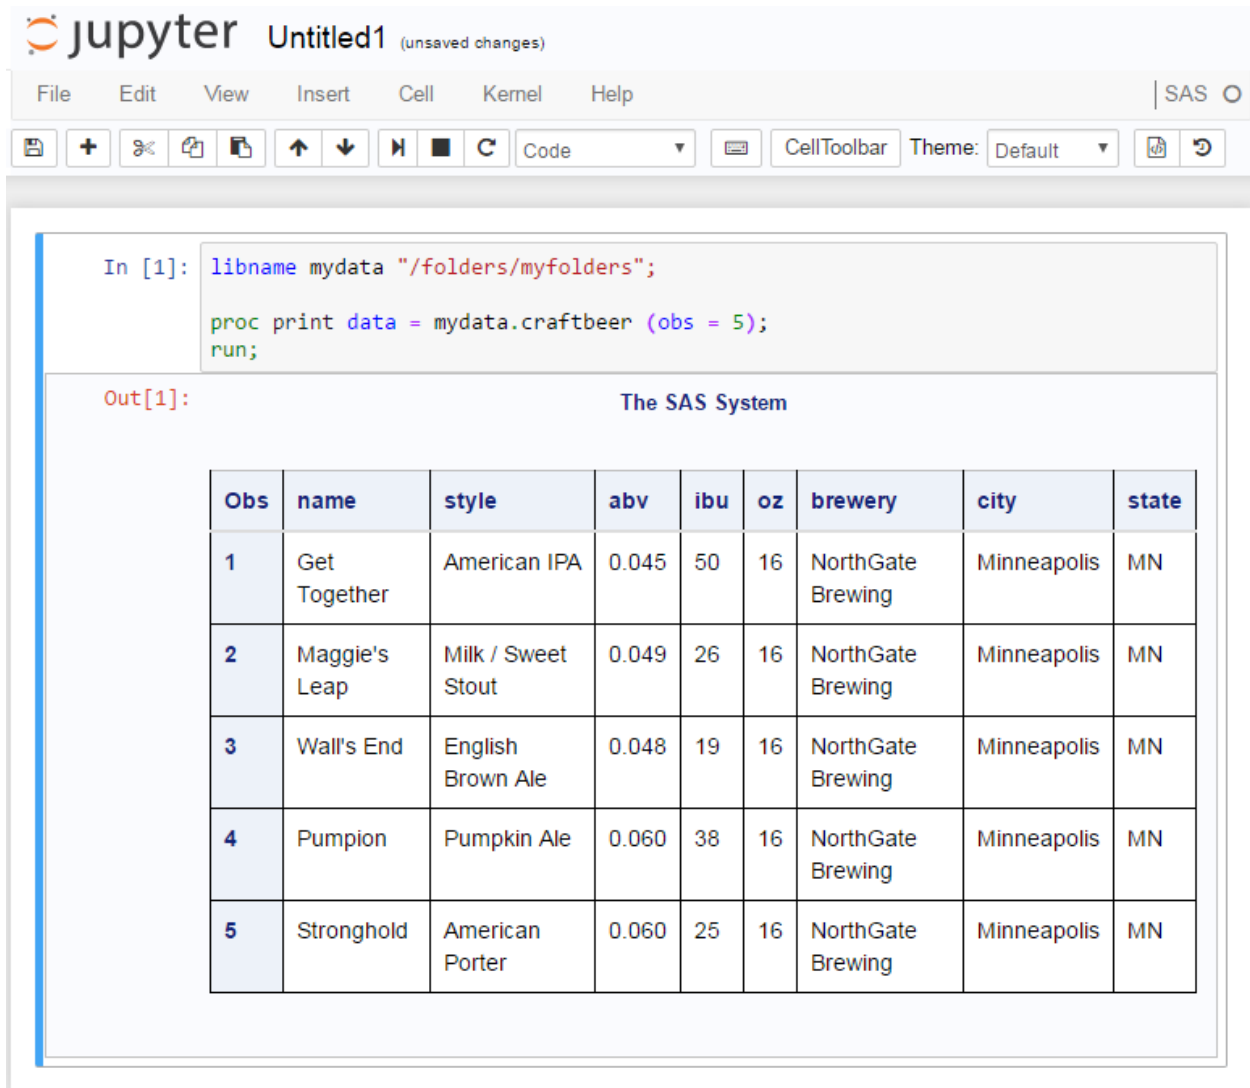 jupyter Untitled1 (unsaved changes)
File Edit View Insert Cell Kernel Help SAS
Code CellToolbar Theme: Default
In [1]: libname mydata "/folders/myfolders";
proc print data = mydata.craftbeer (obs = 5);
run;
Out[1]: The SAS System
Obs name style abv ibu oz brewery city state
1 Get American IPA 0.045 50 16 NorthGate Minneapolis MN
Together Brewing
2 Maggie's Milk / Sweet 0.049 26 16 NorthGate Minneapolis MN
Leap Stout Brewing
3 Wall's End English 0.048 19 16 NorthGate Minneapolis MN
Brown Ale Brewing
4 Pumpion Pumpkin Ale 0.060 38 16 NorthGate Minneapolis MN
Brewing
5 Stronghold American 0.060 25 16 NorthGate Minneapolis MN
Porter Brewing